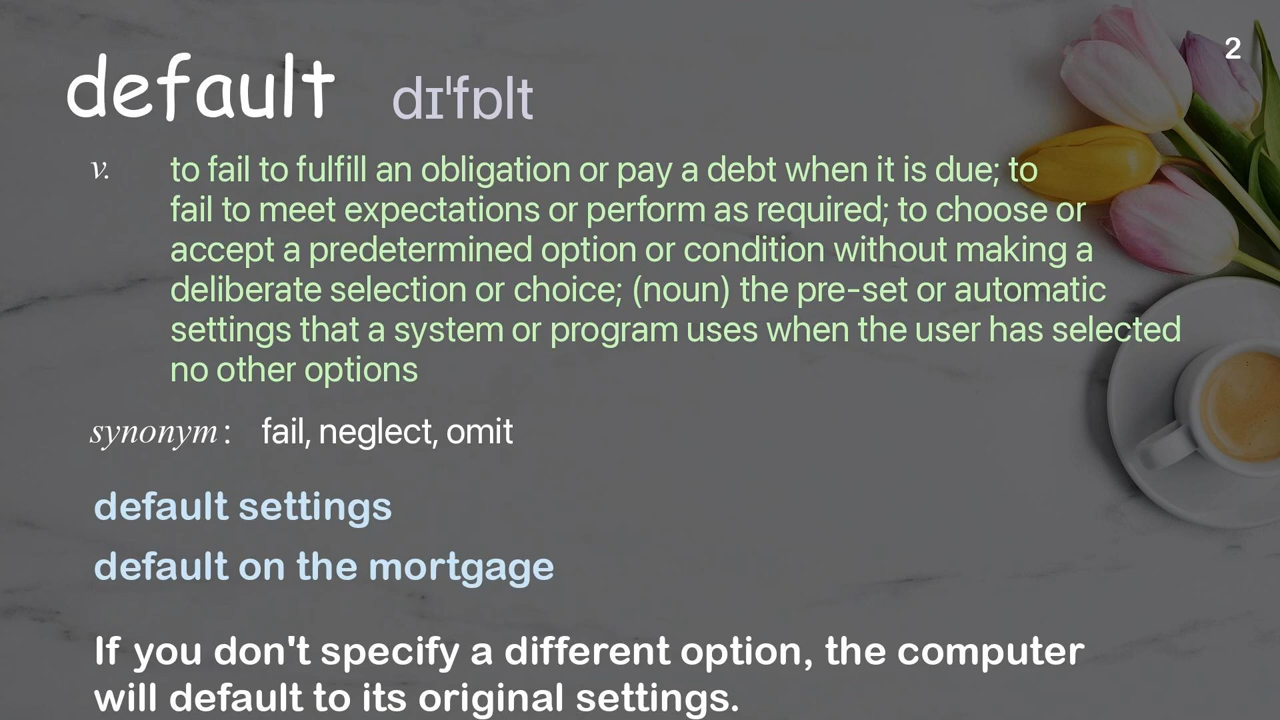 2
default dɪˈfɒlt
v. to fail to fulfill an obligation or pay a debt when it is due; to
fail to meet expectations or perform as required; to choose or
accept a predetermined option or condition without making a
deliberate selection or choice; (noun) the pre-set or automatic
settings that a system or program uses when the user has selected
no other options
synonym : fail, neglect, omit
default settings
default on the mortgage
If you don't specify a different option, the computer
will default to its original settings.